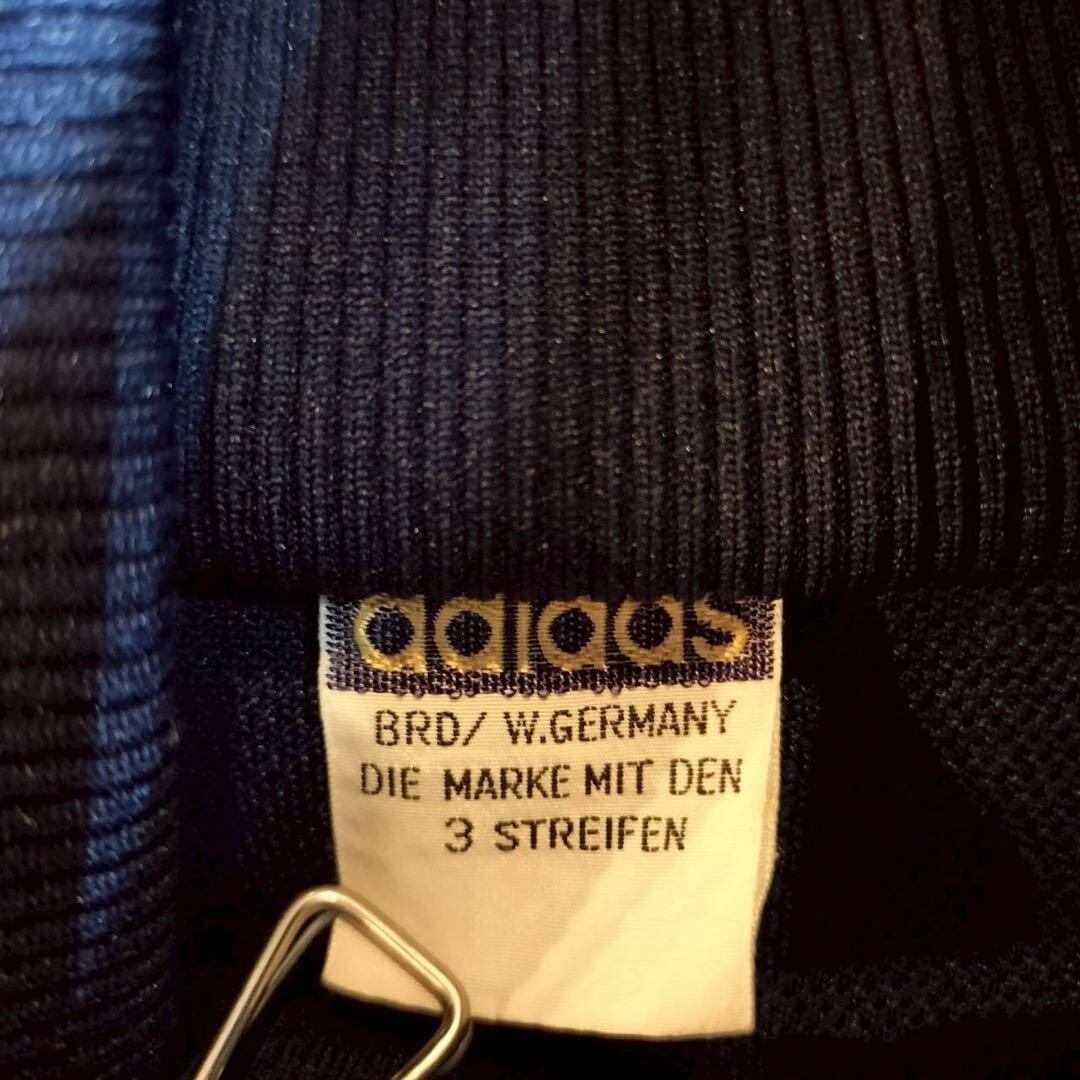 adidas
BRD/ W.GERMANY
DIE MARKE MIT DEN
3 STREIFEN